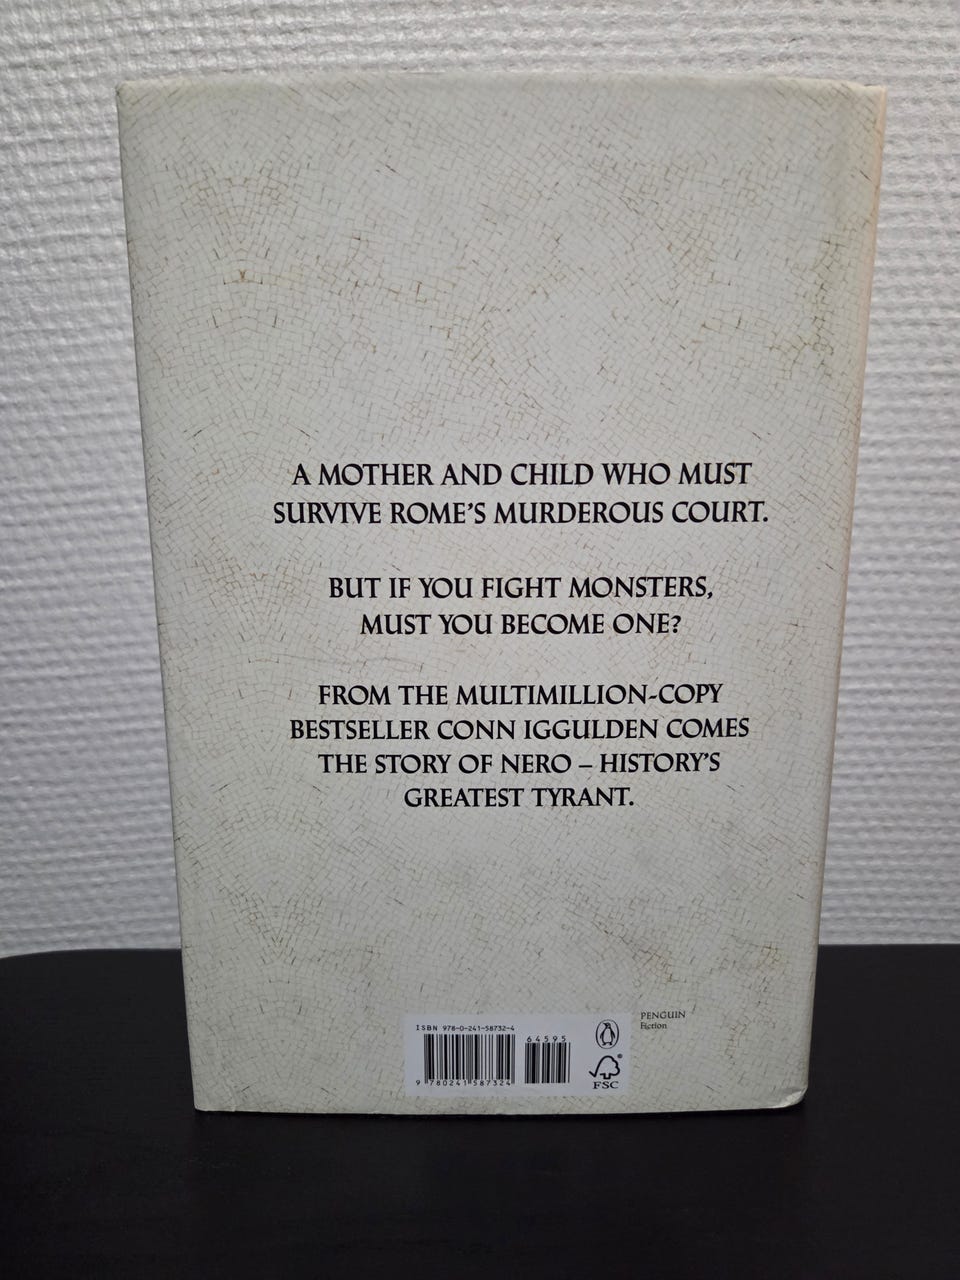 A MOTHER AND CHILD WHO MUST
SURVIVE ROME'S MURDEROUS COURT.
BUT IF YOU FIGHT MONSTERS,
MUST YOU BECOME ONE?
FROM THE MULTIMILLION-COPY
BESTSELLER CONN IGGULDEN COMES
THE STORY OF NERO – HISTORY'S
GREATEST TYRANT.
ISBN 978-0-241-58732-4
64595
9 780241 587324
FSC®
PENGUIN
Fiction